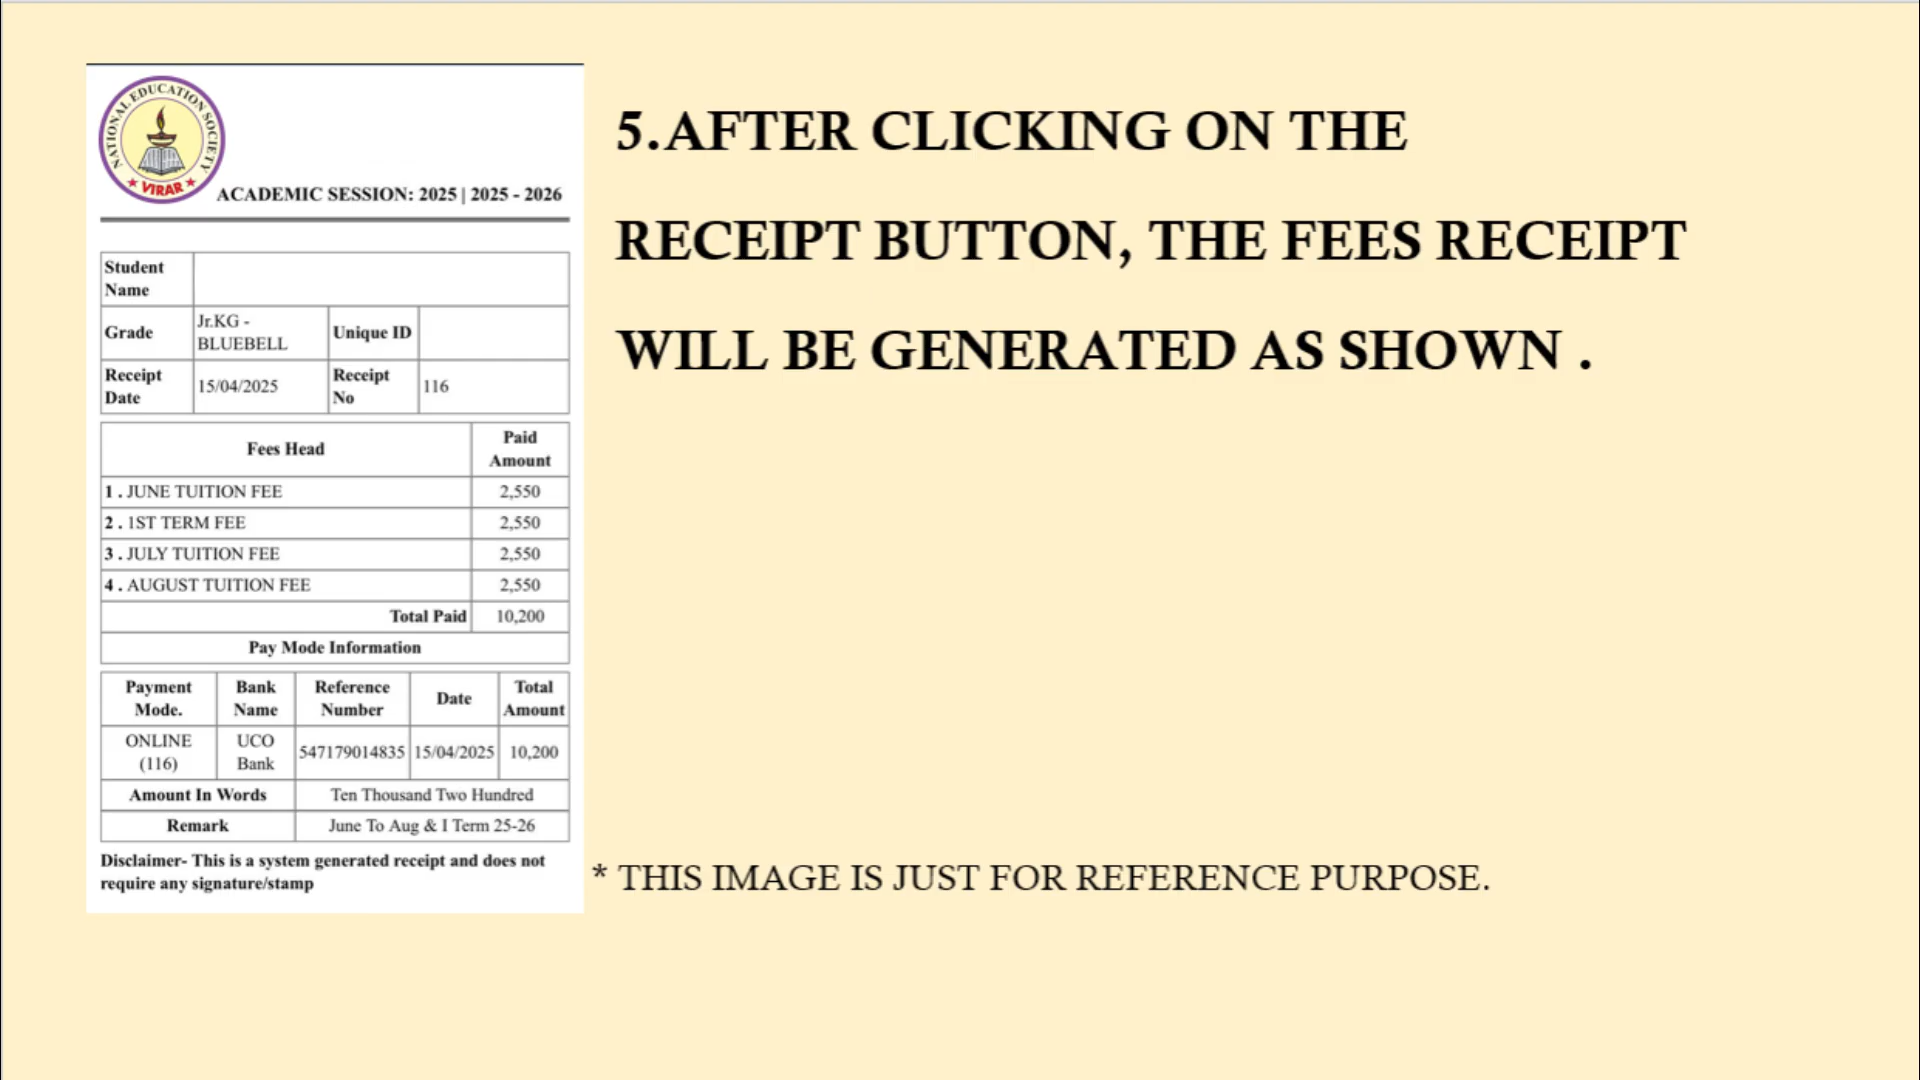 NATIONAL EDUCATION SOCIETY
VIRAR
ACADEMIC SESSION: 2025 | 2025 - 2026
Student
Name
Grade
Jr.KG -
BLUEBELL
Unique ID
Receipt
Date
15/04/2025
Receipt
No
116
Fees Head
Paid
Amount
1 . JUNE TUITION FEE 2,550
2 . 1ST TERM FEE 2,550
3 . JULY TUITION FEE 2,550
4 . AUGUST TUITION FEE 2,550
Total Paid 10,200
Pay Mode Information
Payment
Mode.
Bank
Name
Reference
Number
Date
Total
Amount
ONLINE
(116)
UCO
Bank
547179014835
15/04/2025
10,200
Amount In Words Ten Thousand Two Hundred
Remark June To Aug & I Term 25-26
Disclaimer- This is a system generated receipt and does not
require any signature/stamp
5.AFTER CLICKING ON THE
RECEIPT BUTTON, THE FEES RECEIPT
WILL BE GENERATED AS SHOWN .
* THIS IMAGE IS JUST FOR REFERENCE PURPOSE.